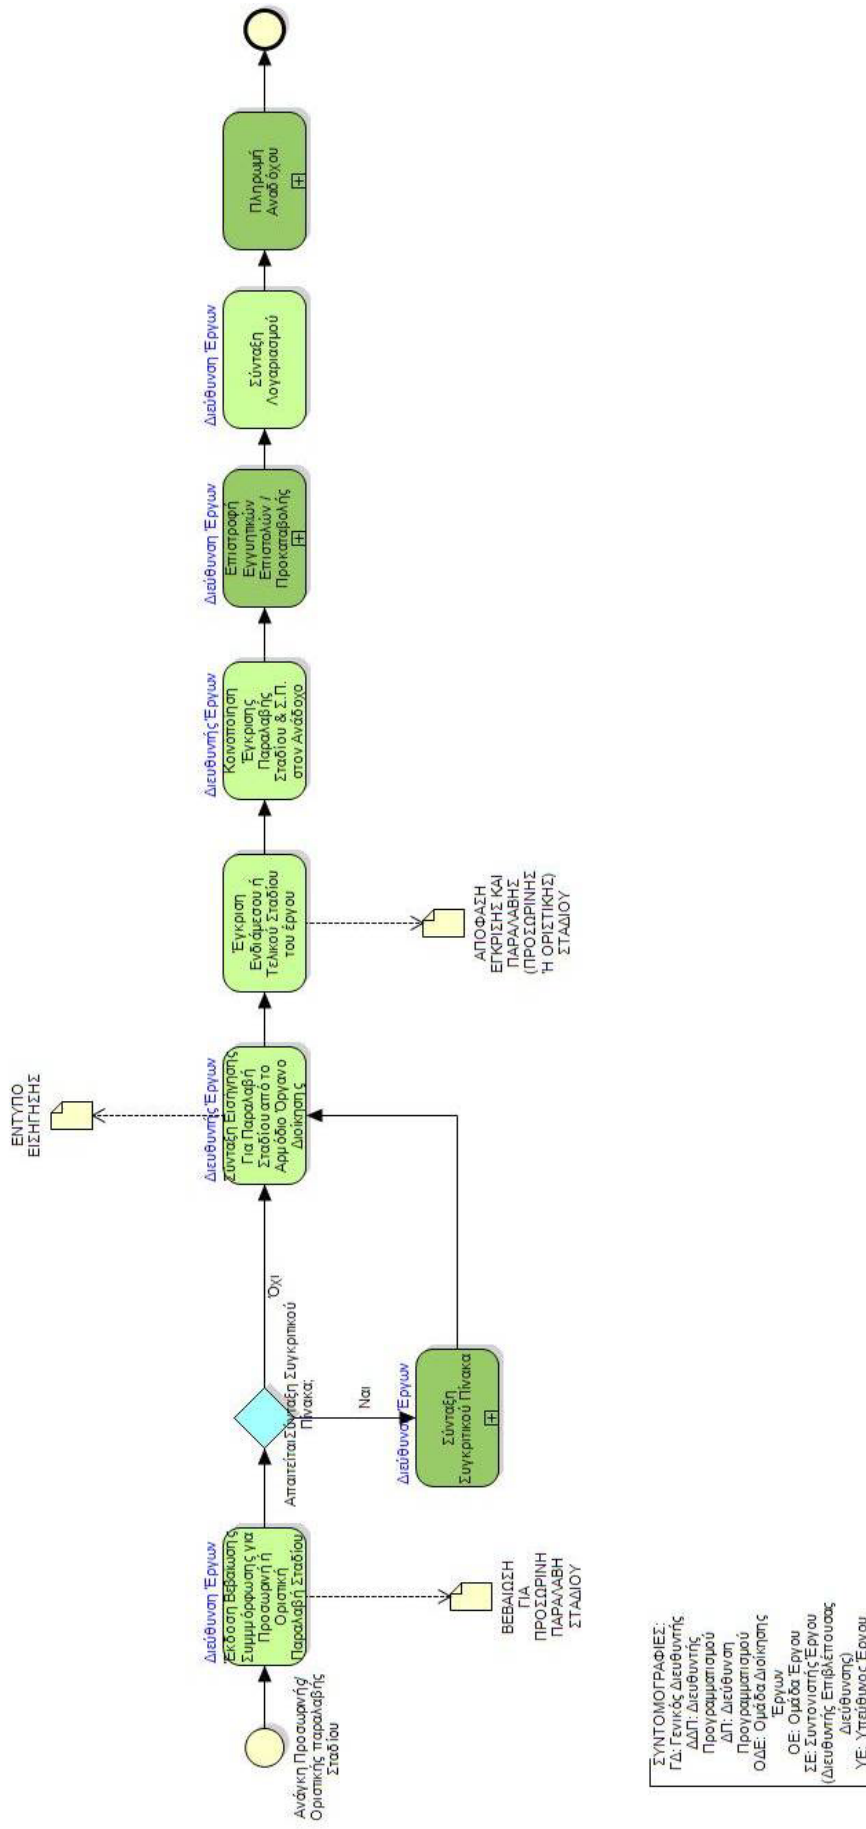 Ανάγκη Προσωρινής/
Οριστικής παραλαβής
Σταδίου
Διεύθυνση Έργων
Έκδοση Βεβαίωσης
Συμμόρφωσης για
Προσωρινή ή
Οριστική
Παραλαβή Σταδίου
ΒΕΒΑΙΩΣΗ
ΓΙΑ
ΠΡΟΣΩΡΙΝΗ
ΠΑΡΑΛΑΒΗ
ΣΤΑΔΙΟΥ
Απαιτείται Σύνταξη Συγκριτικού
Πίνακα;
Όχι
Ναι
Διεύθυνση Έργων
Σύνταξη
Συγκριτικού Πίνακα
Διευθυντής Έργων
Σύνταξη Εισήγησης
Για Παραλαβή
Σταδίου από το
Αρμόδιο Όργανο
Διοίκησης
ΕΝΤΥΠΟ
ΕΙΣΗΓΗΣΗΣ
Έγκριση
Ενδιάμεσου ή
Τελικού Σταδίου
του έργου
ΑΠΟΦΑΣΗ
ΕΓΚΡΙΣΗΣ ΚΑΙ
ΠΑΡΑΛΑΒΗΣ
(ΠΡΟΣΩΡΙΝΗΣ
Ή ΟΡΙΣΤΙΚΗΣ)
ΣΤΑΔΙΟΥ
Διευθυντής Έργων
Κοινοποίηση
Έγκρισης
Παραλαβής
Σταδίου & Σ.Π.
στον Ανάδοχο
Διεύθυνση Έργων
Επιστροφή
Εγγυητικών
Επιστολών /
Προκαταβολής
Διεύθυνση Έργων
Σύνταξη
Λογαριασμού
Πληρωμή
Αναδόχου
ΣΥΝΤΟΜΟΓΡΑΦΙΕΣ:
ΓΔ: Γενικός Διευθυντής
ΔΔΠ: Διευθυντής
Προγραμματισμού
ΔΠ: Διεύθυνση
Προγραμματισμού
ΟΔΕ: Ομάδα Διοίκησης
Έργων
ΟΕ: Ομάδα Έργου
ΣΕ: Συντονιστής Έργου
(Διευθυντής Επιβλέπουσας
Διεύθυνσης)
ΥΕ: Υπεύθυνος Έργου